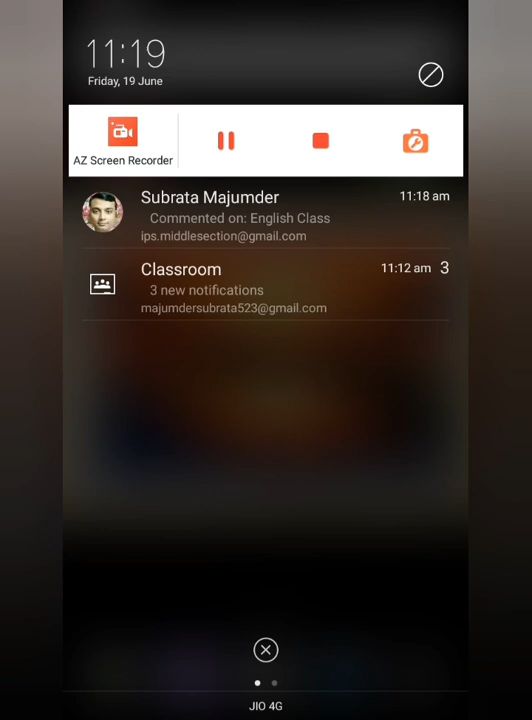 11:19
Friday, 19 June
AZ Screen Recorder
Subrata Majumder 11:18 am
Commented on: English Class
ips.middlesection@gmail.com
Classroom 11:12 am 3
3 new notifications
majumdersubrata523@gmail.com
JIO 4G